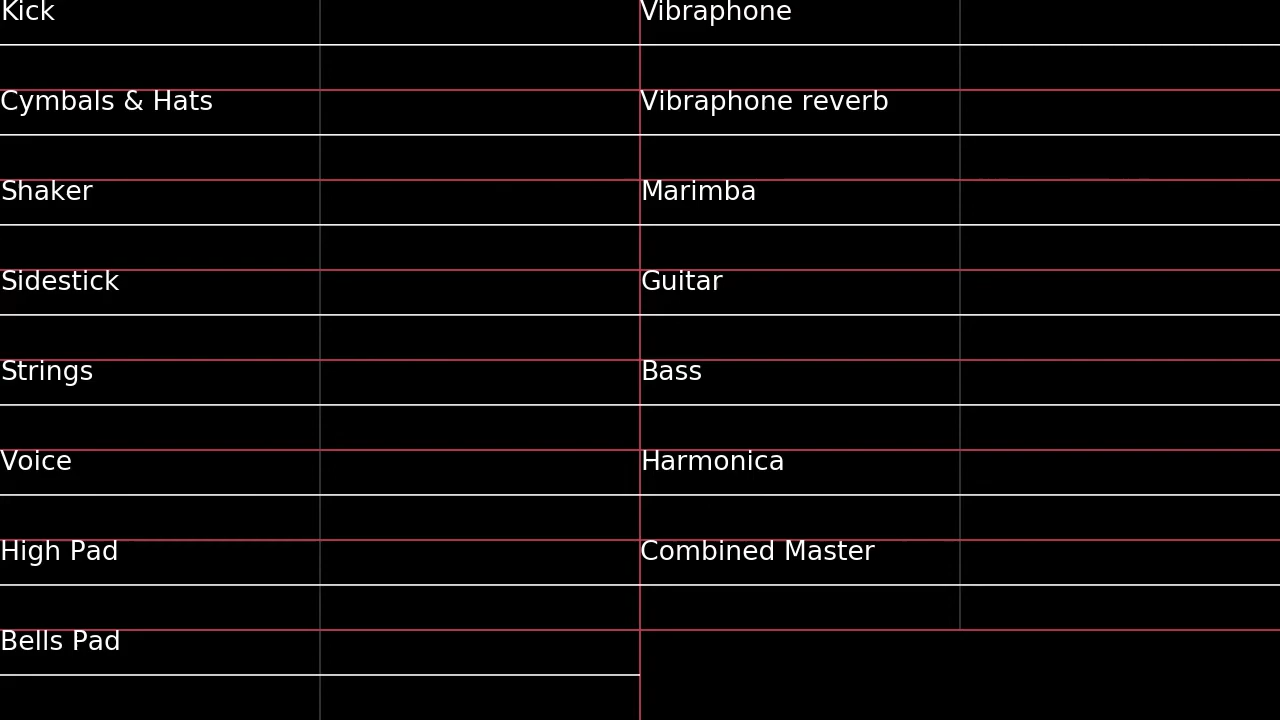 Kick
Cymbals & Hats
Shaker
Sidestick
Strings
Voice
High Pad
Bells Pad
Vibraphone
Vibraphone reverb
Marimba
Guitar
Bass
Harmonica
Combined Master